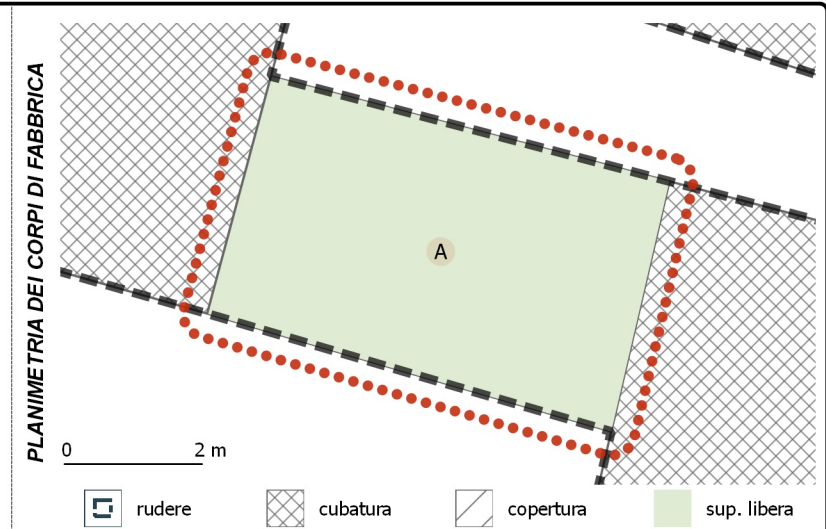 PLANIMETRIA DEI CORPI DI FABBRICA
A
0 2 m
rudere cubatura copertura sup. libera